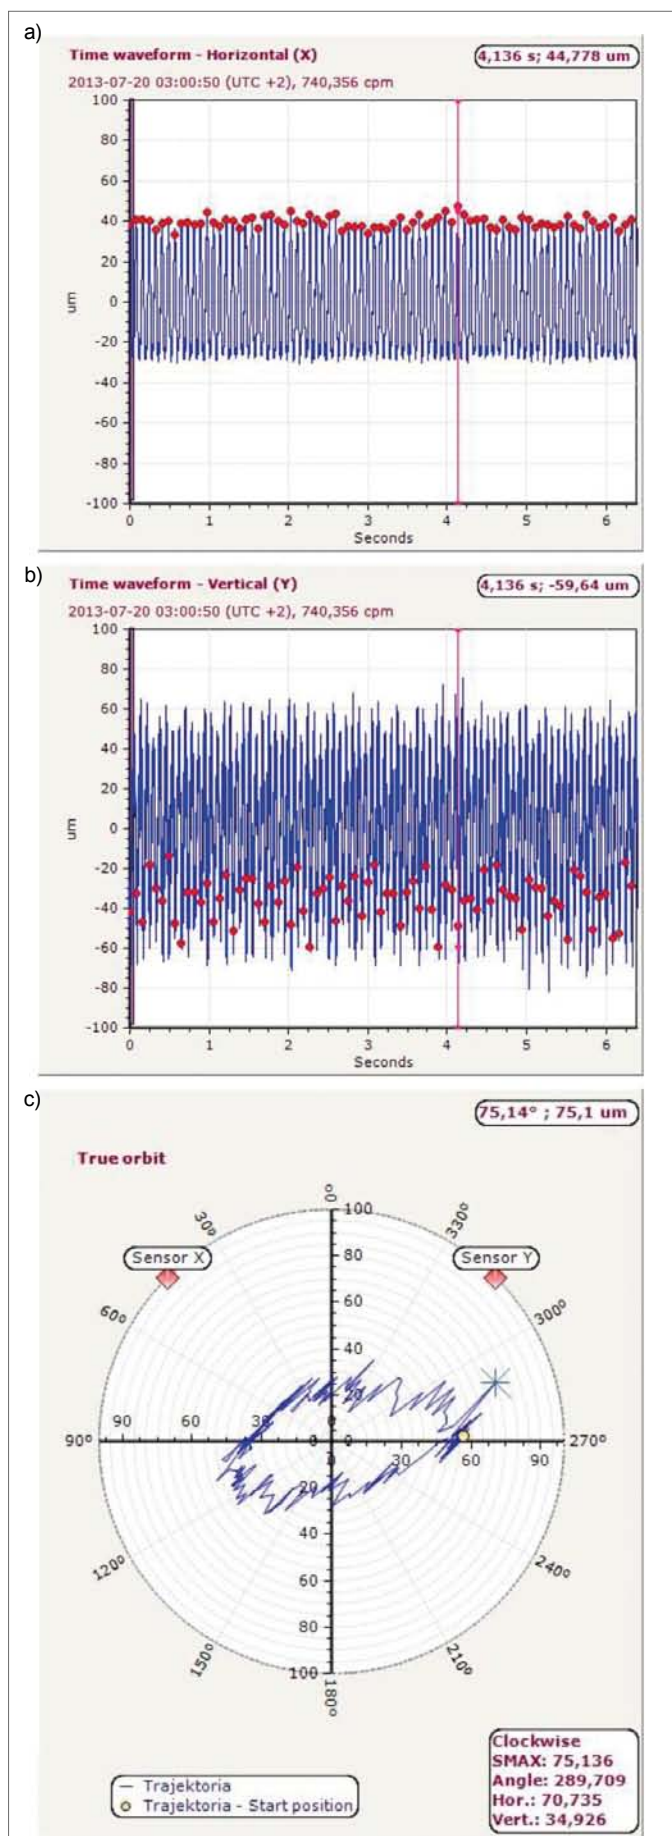 a)
Time waveform - Horizontal (X)
4,136 s; 44,778 um
2013-07-20 03:00:50 (UTC +2), 740,356 cpm
100
80
60
40
20
0
-20
-40
-60
-80
-100
um
0 1 2 3 4 5 6
Seconds
b)
Time waveform - Vertical (Y)
4,136 s; -59,64 um
2013-07-20 03:00:50 (UTC +2), 740,356 cpm
100
80
60
40
20
0
-20
-40
-60
-80
-100
um
0 1 2 3 4 5 6
Seconds
c)
75,14° ; 75,1 um
True orbit
0°
30°
330°
Sensor X
Sensor Y
60°
300°
100
80
60
40
20
0
90 60 30
90°
270°
0 0
30 60 90
0
20
40
60
80
100
120°
240°
150°
210°
180°
Trajektoria
Trajektoria - Start position
Clockwise
SMAX: 75,136
Angle: 289,709
Hor.: 70,735
Vert.: 34,926